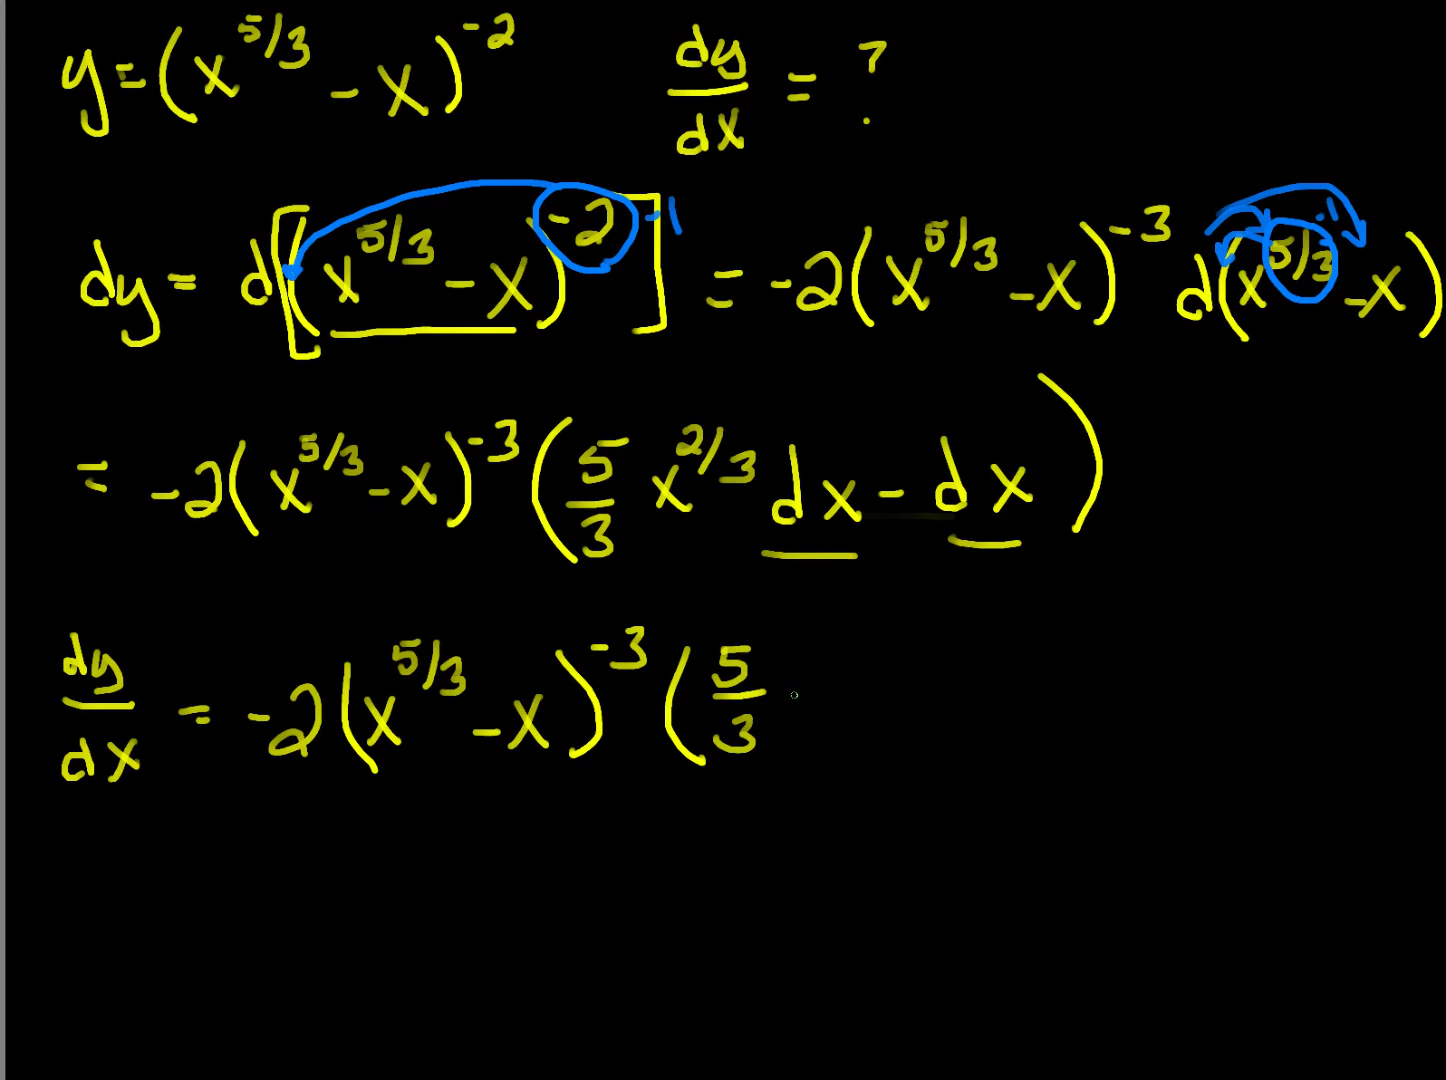 y = (x^{5/3} - x)^{-2}   dy/dx = ?
dy = d[(x^{5/3} - x)^{-2}]^{-1} = -2(x^{5/3} - x)^{-3} d(x^{5/3 -1} - x)
= -2(x^{5/3} - x)^{-3} (5/3 x^{2/3} dx - dx)
dy/dx = -2(x^{5/3} - x)^{-3} (5/3